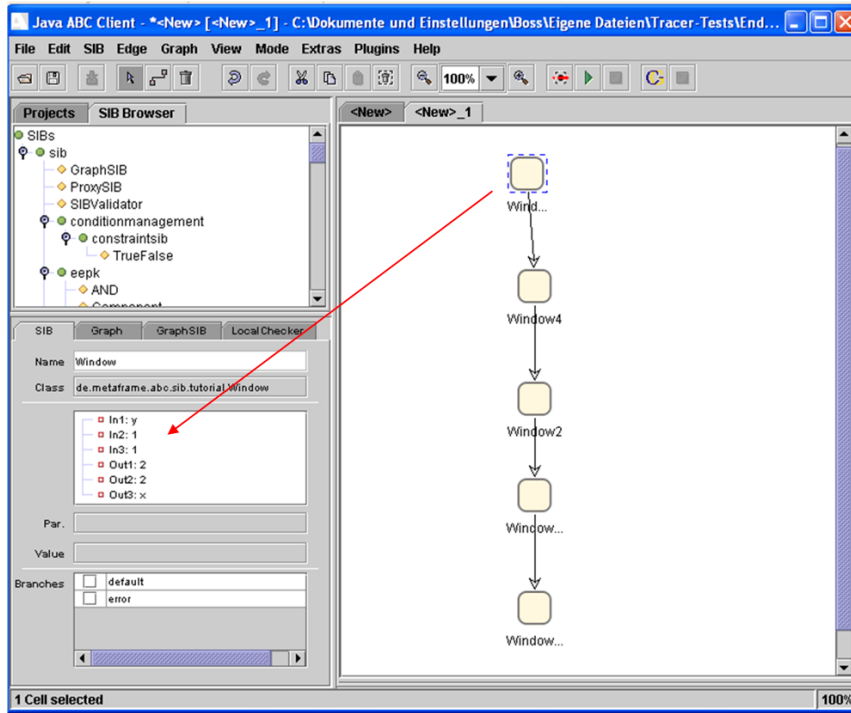 Java ABC Client - *<New> [<New>_1] - C:\Dokumente und Einstellungen\Boss\Eigene Dateien\Tracer-Tests\End...
File Edit SIB Edge Graph View Mode Extras Plugins Help
100%
Projects SIB Browser
<New> <New>_1
SIBs
sib
GraphSIB
ProxySIB
SIBValidator
conditionmanagement
constraintsib
TrueFalse
eepk
AND
Component
SIB Graph GraphSIB LocalChecker
Name Window
Class de.metaframe.abc.sib.tutorial.Window
In1: y
In2: 1
In3: 1
Out1: 2
Out2: 2
Out3: x
Par.
Value
Branches default
error
Wind...
Window4
Window2
Window...
Window...
1 Cell selected
100%